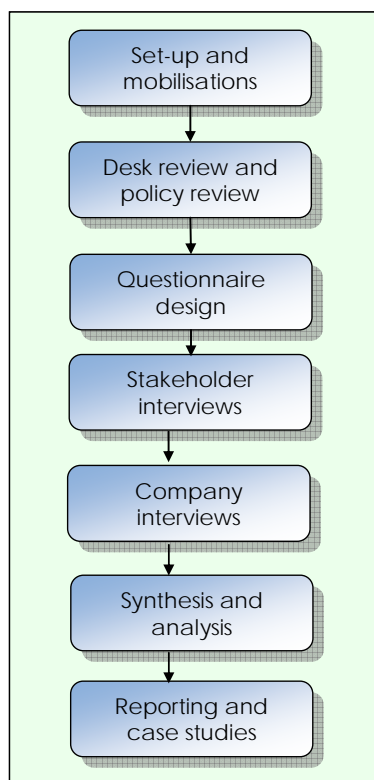 Set-up and
mobilisations
Desk review and
policy review
Questionnaire
design
Stakeholder
interviews
Company
interviews
Synthesis and
analysis
Reporting and
case studies